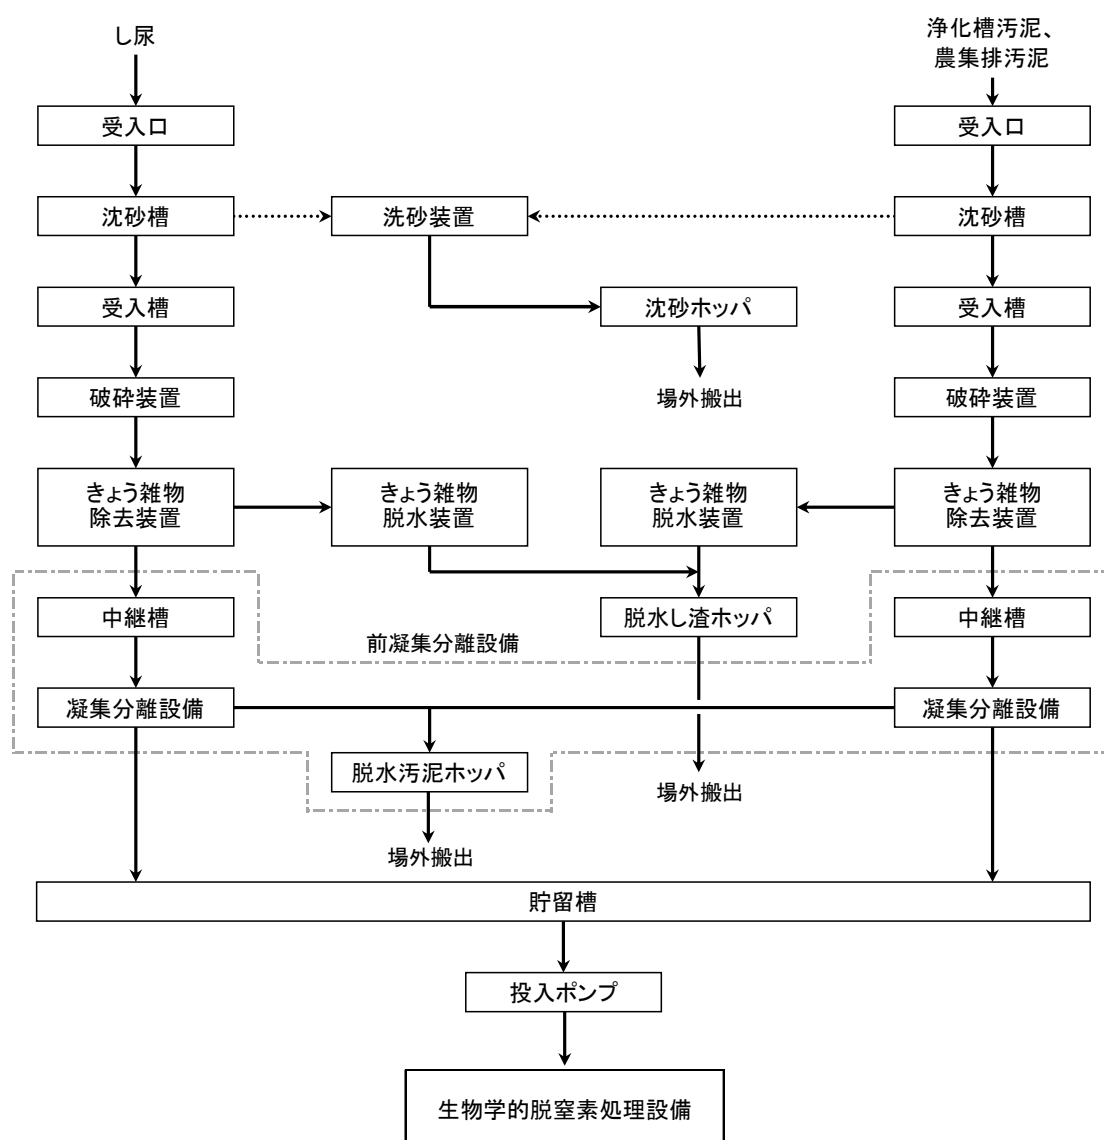 し尿
浄化槽汚泥、
農集排汚泥
受入口
受入口
沈砂槽
洗砂装置
沈砂槽
受入槽
沈砂ホッパ
受入槽
破砕装置
場外搬出
破砕装置
きょう雑物
除去装置
きょう雑物
脱水装置
きょう雑物
脱水装置
きょう雑物
除去装置
中継槽
前凝集分離設備
脱水し渣ホッパ
中継槽
凝集分離設備
凝集分離設備
脱水汚泥ホッパ
場外搬出
場外搬出
貯留槽
投入ポンプ
生物学的脱窒素処理設備